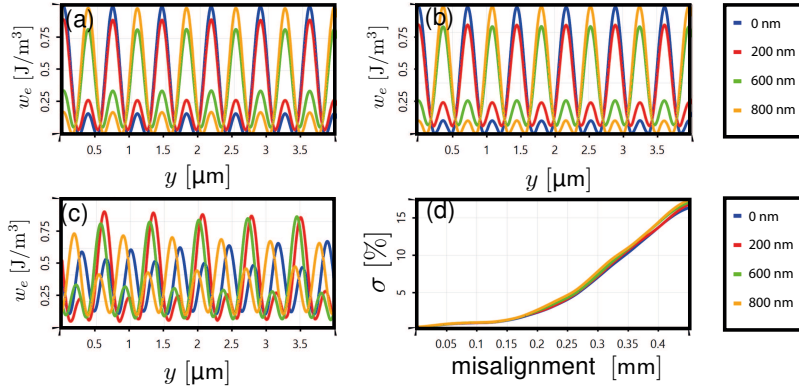 (a)
w_e [J/m³]
0.75
0.5
0.25
0.5 1 1.5 2 2.5 3 3.5
y [μm]
(b)
w_e [J/m³]
0.75
0.5
0.25
0.5 1 1.5 2 2.5 3 3.5
y [μm]
0 nm
200 nm
600 nm
800 nm
(c)
w_e [J/m³]
0.75
0.5
0.25
0.5 1 1.5 2 2.5 3 3.5
y [μm]
(d)
σ [%]
15
10
5
0.05 0.1 0.15 0.2 0.25 0.3 0.35 0.4
misalignment [mm]
0 nm
200 nm
600 nm
800 nm